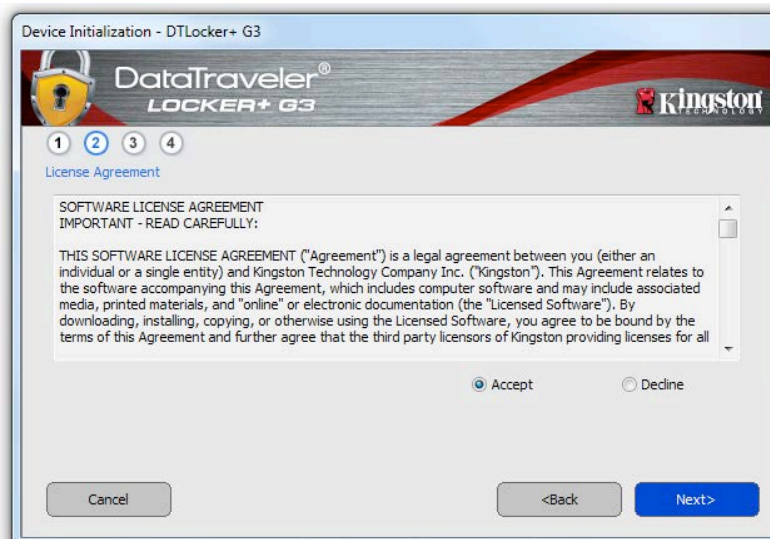 Device Initialization - DTLocker+ G3
DataTraveler®
LOCKER+ G3
Kingston
TECHNOLOGY
1 2 3 4
License Agreement
SOFTWARE LICENSE AGREEMENT
IMPORTANT - READ CAREFULLY:
THIS SOFTWARE LICENSE AGREEMENT ("Agreement") is a legal agreement between you (either an
individual or a single entity) and Kingston Technology Company Inc. ("Kingston"). This Agreement relates to
the software accompanying this Agreement, which includes computer software and may include associated
media, printed materials, and "online" or electronic documentation (the "Licensed Software"). By
downloading, installing, copying, or otherwise using the Licensed Software, you agree to be bound by the
terms of this Agreement and further agree that the third party licensors of Kingston providing licenses for all
Accept Decline
Cancel <Back Next>